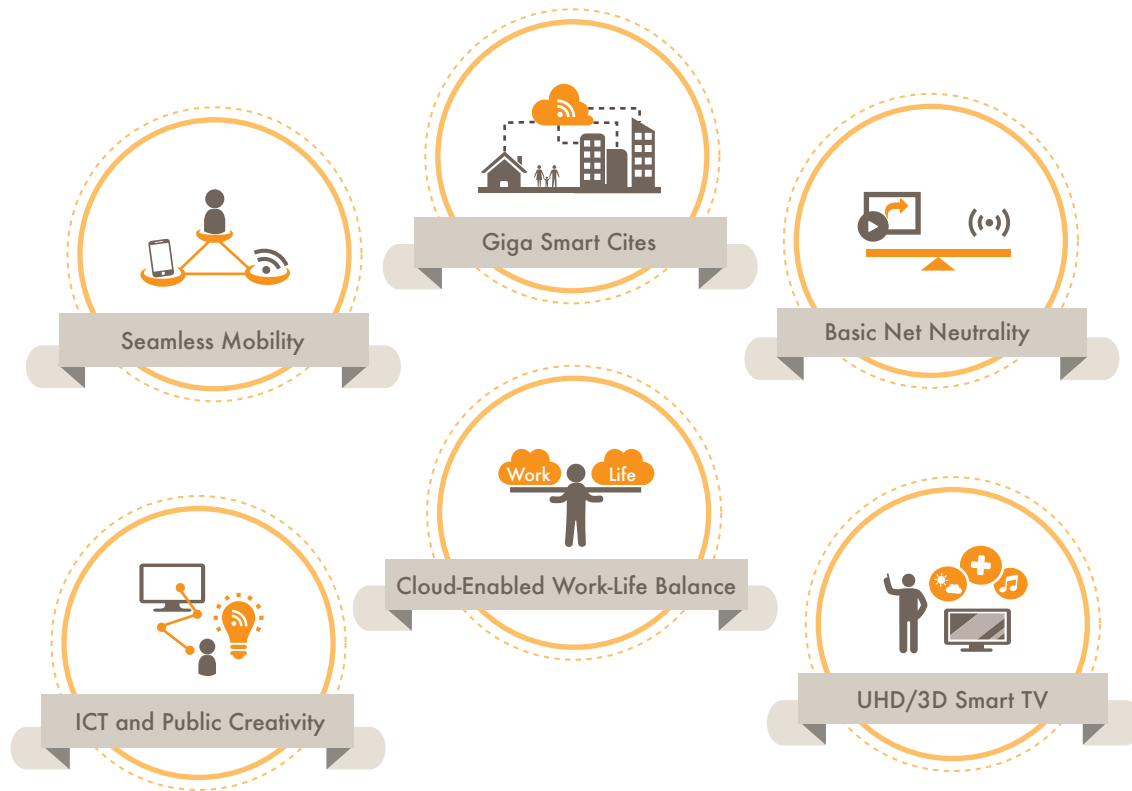 Giga Smart Cites
Seamless Mobility
Basic Net Neutrality
Work
Life
Cloud-Enabled Work-Life Balance
ICT and Public Creativity
UHD/3D Smart TV